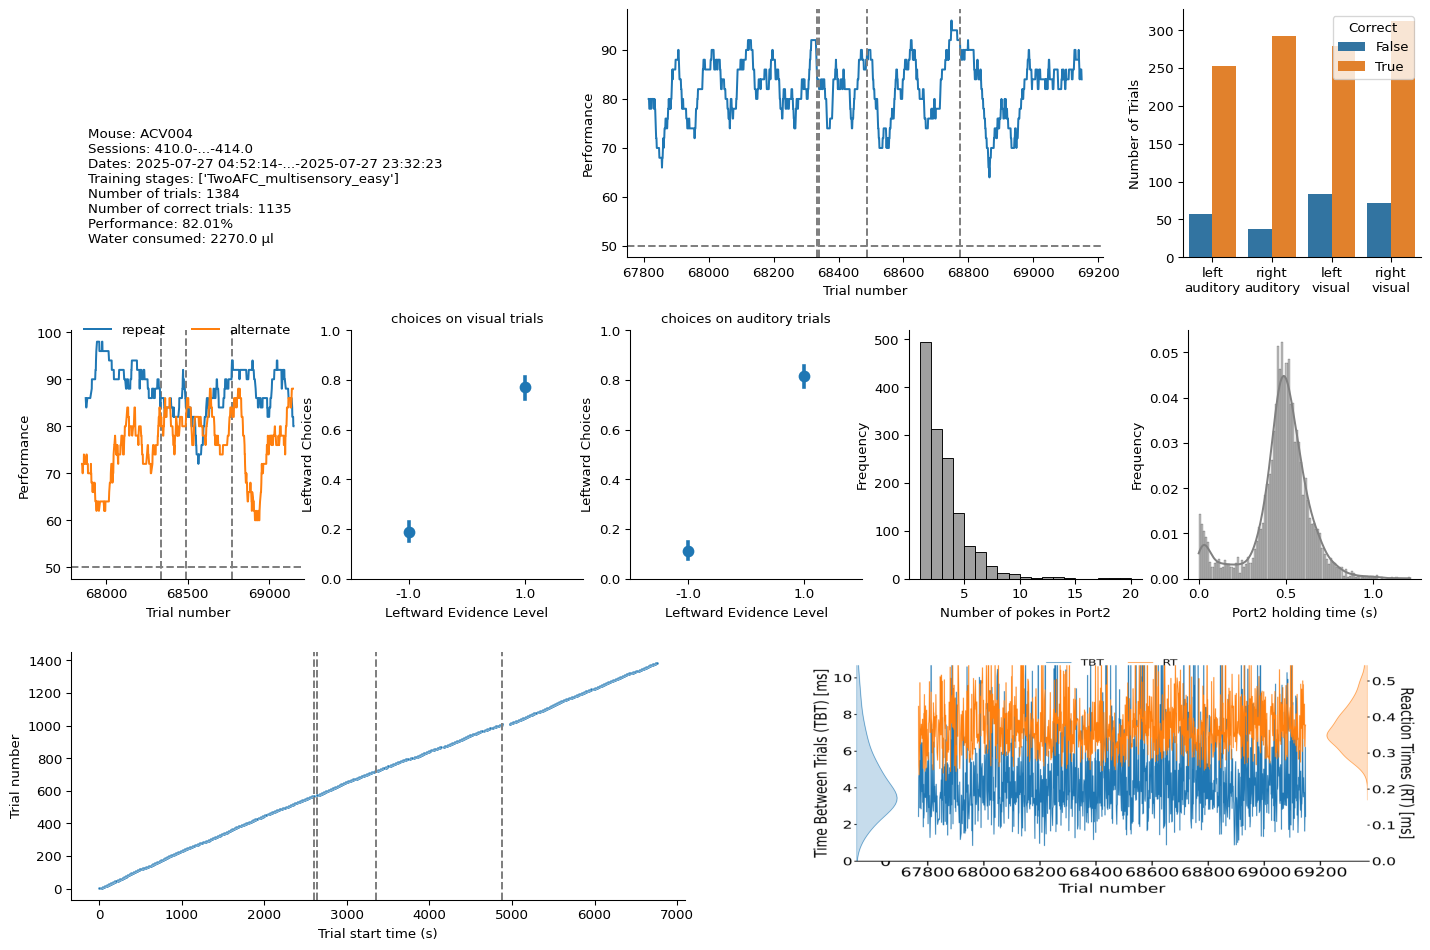 Mouse: ACV004
Sessions: 410.0-...-414.0
Dates: 2025-07-27 04:52:14-...-2025-07-27 23:32:23
Training stages: ['TwoAFC_multisensory_easy']
Number of trials: 1384
Number of correct trials: 1135
Performance: 82.01%
Water consumed: 2270.0 µl
Performance
90
80
70
60
50
67800 68000 68200 68400 68600 68800 69000 69200
Trial number
Number of Trials
300
250
200
150
100
50
0
Correct
False
True
left auditory
right auditory
left visual
right visual
repeat alternate
Performance
100
90
80
70
60
50
68000 68500 69000
Trial number
choices on visual trials
Leftward Choices
1.0
0.8
0.6
0.4
0.2
0.0
-1.0 1.0
Leftward Evidence Level
choices on auditory trials
Leftward Choices
1.0
0.8
0.6
0.4
0.2
0.0
-1.0 1.0
Leftward Evidence Level
Frequency
500
400
300
200
100
0
5 10 15 20
Number of pokes in Port2
Frequency
0.05
0.04
0.03
0.02
0.01
0.00
0.0 0.5 1.0
Port2 holding time (s)
Trial number
1400
1200
1000
800
600
400
200
0
0 1000 2000 3000 4000 5000 6000 7000
Trial start time (s)
TBT RT
Time Between Trials (TBT) [ms]
10
8
6
4
2
0
0
67800 68000 68200 68400 68600 68800 69000 69200
Trial number
0.5
0.4
0.3
0.2
0.1
0.0
Reaction Times (RT) [ms]